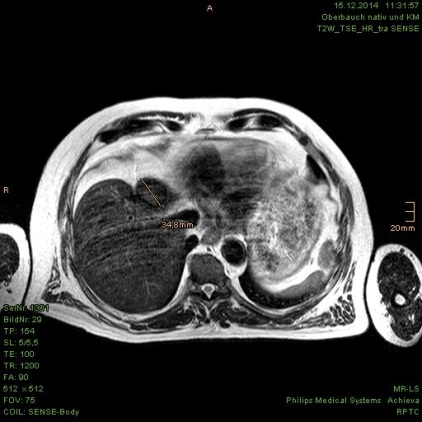 A
15.12.2014 11:31:57
Oberbauch nativ und KM
T2W_TSE_HR_tra SENSE
R
34,8mm
20mm
SerNr. 1301
BildNr: 29
TP: 154
SL: 5/5,5
TE: 100
TR: 1200
FA: 90
512 × 512
FOV: 75
COIL: SENSE-Body
MR-LS
Philips Medical Systems Achieva
RPTC